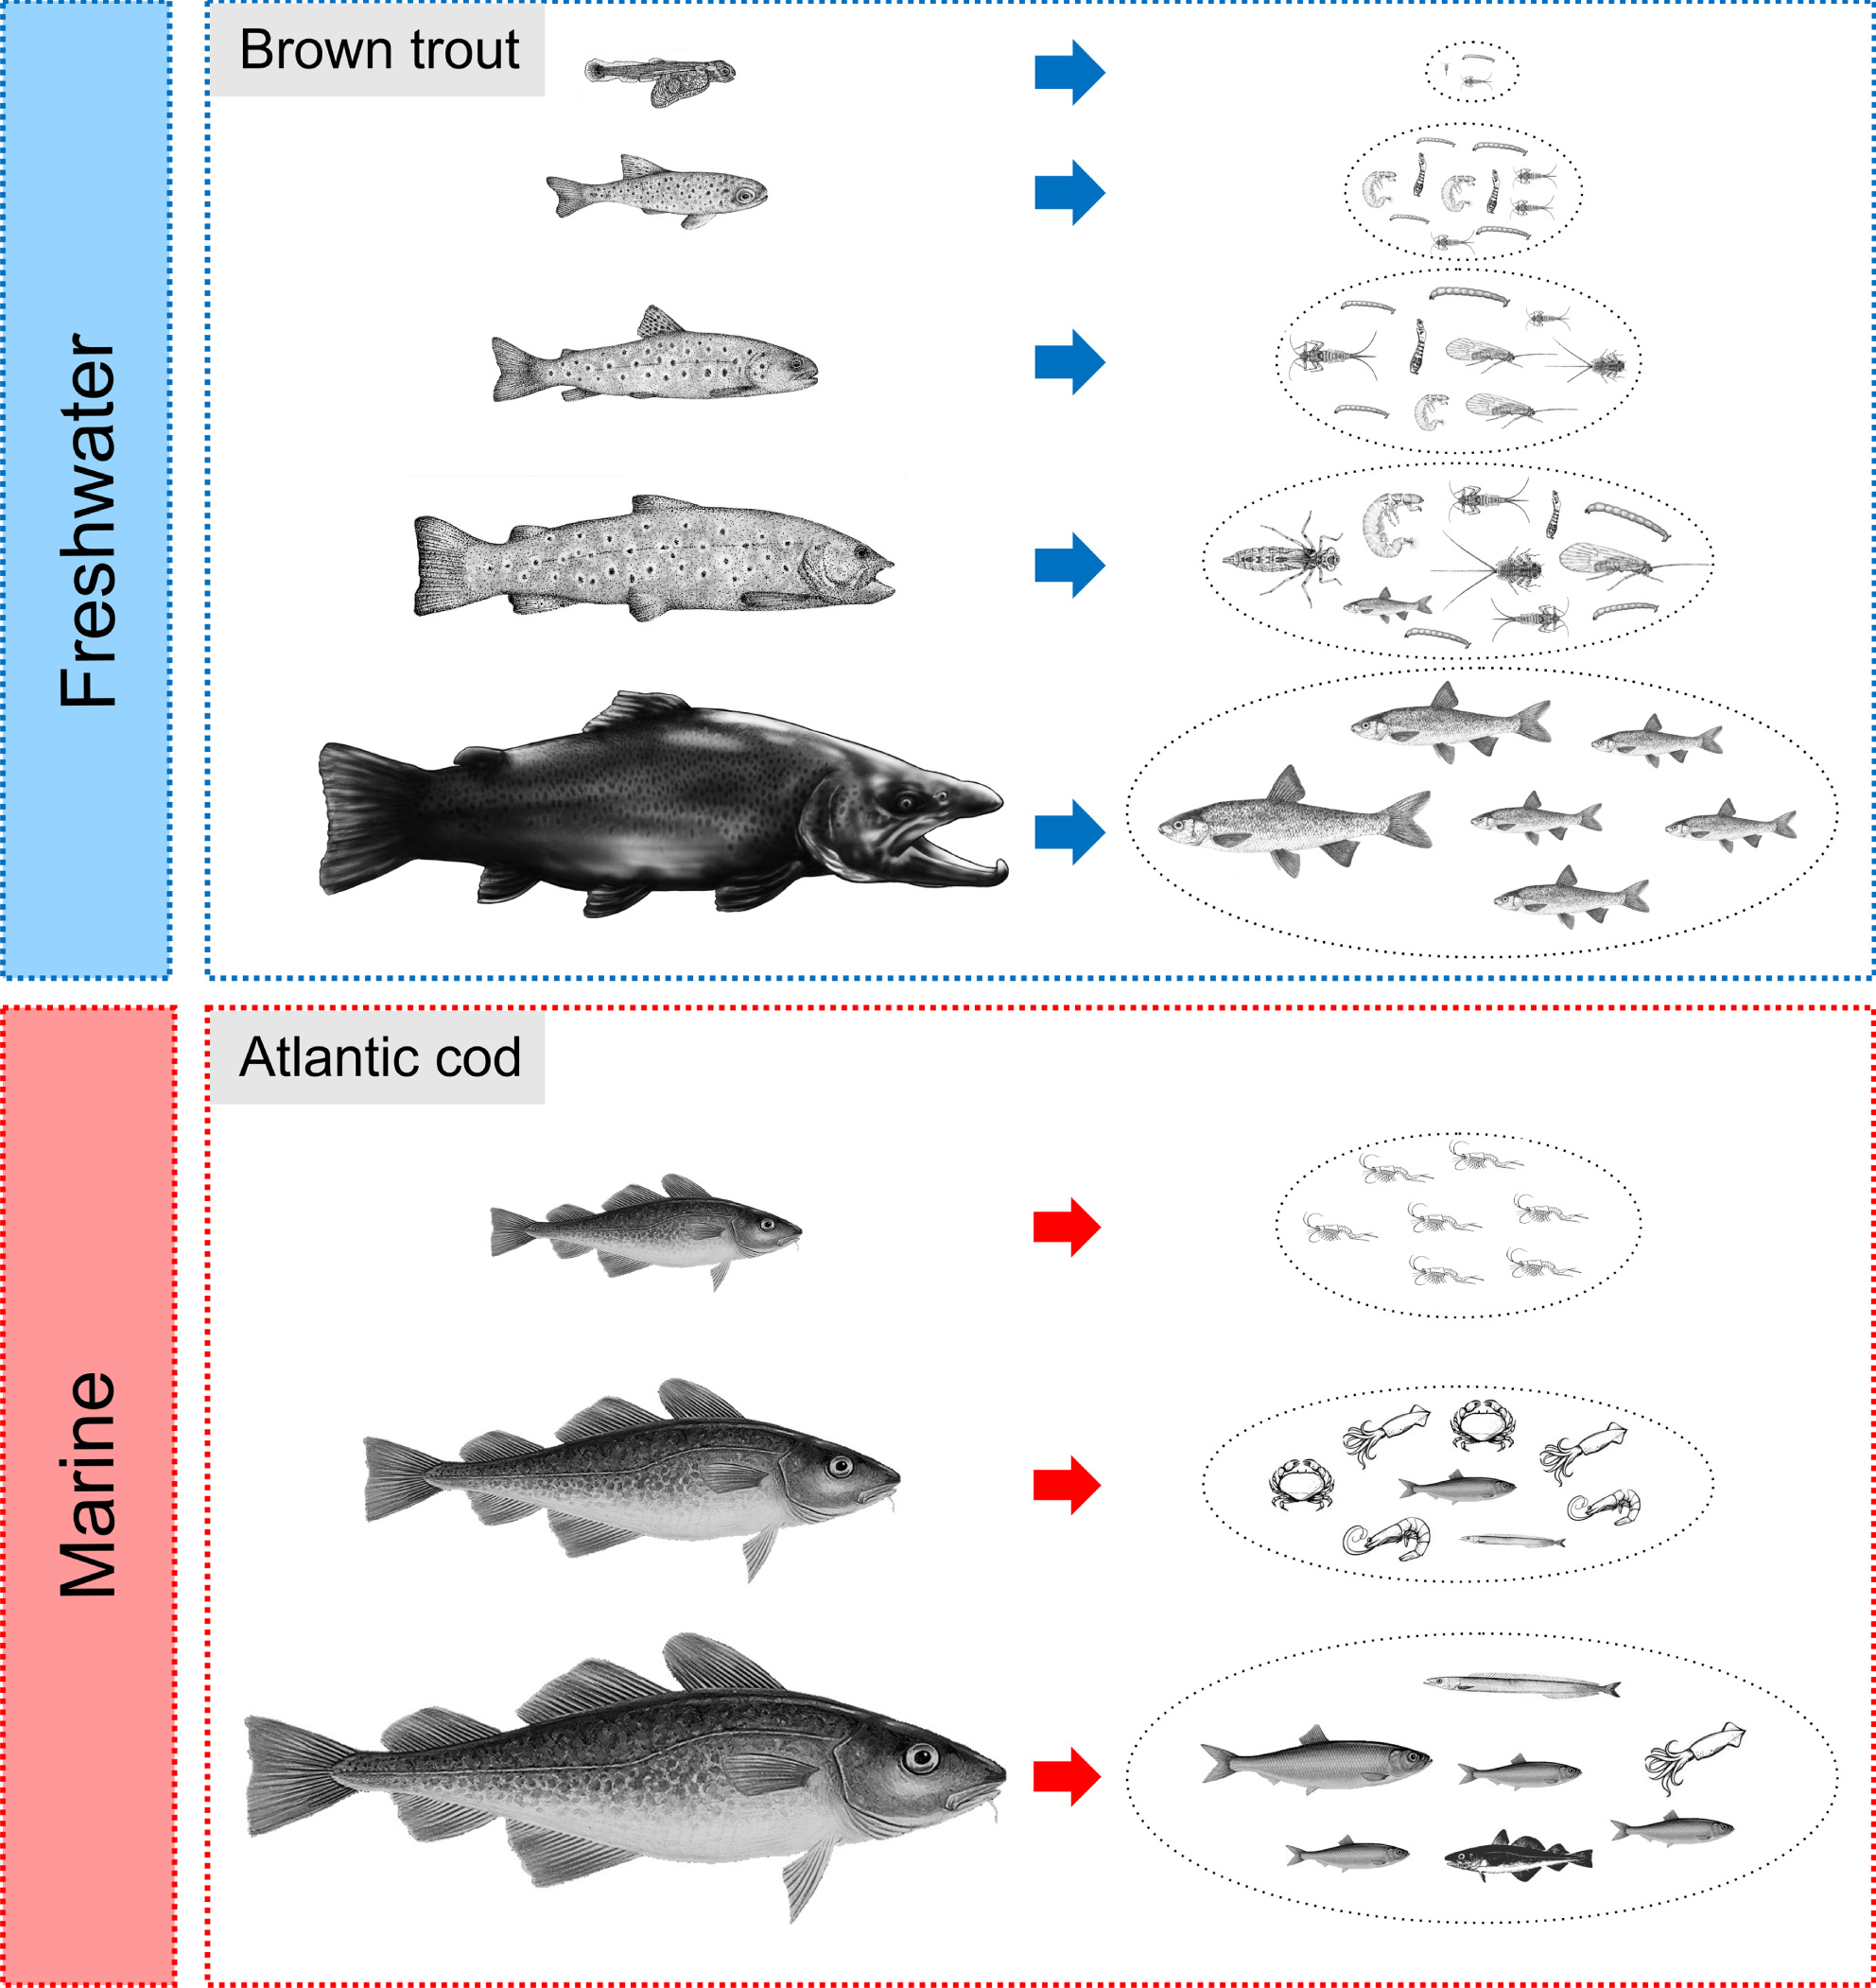 Freshwater
Brown trout
Marine
Atlantic cod